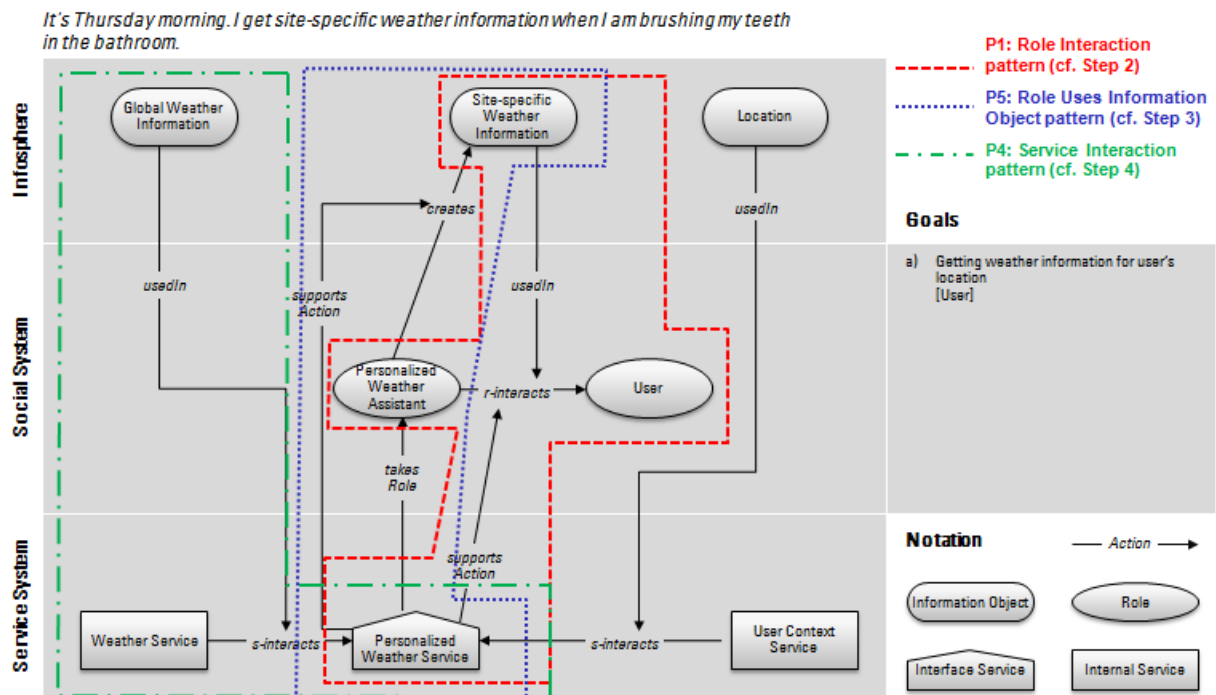 It's Thursday morning. I get site-specific weather information when I am brushing my teeth
in the bathroom.
P1: Role Interaction
pattern (cf. Step 2)
P5: Role Uses Information
Object pattern (cf. Step 3)
P4: Service Interaction
pattern (cf. Step 4)
Infosphere
Global Weather
Information
Site-specific
Weather
Information
Location
creates
usedIn
Goals
Social System
usedIn
supports
Action
usedIn
a) Getting weather information for user's
location
[User]
Personalized
Weather
Assistant
r-interacts
User
takes
Role
Service System
supports
Action
Weather Service
s-interacts
Personalized
Weather Service
s-interacts
User Context
Service
Notation
Action
Information Object
Role
Interface Service
Internal Service